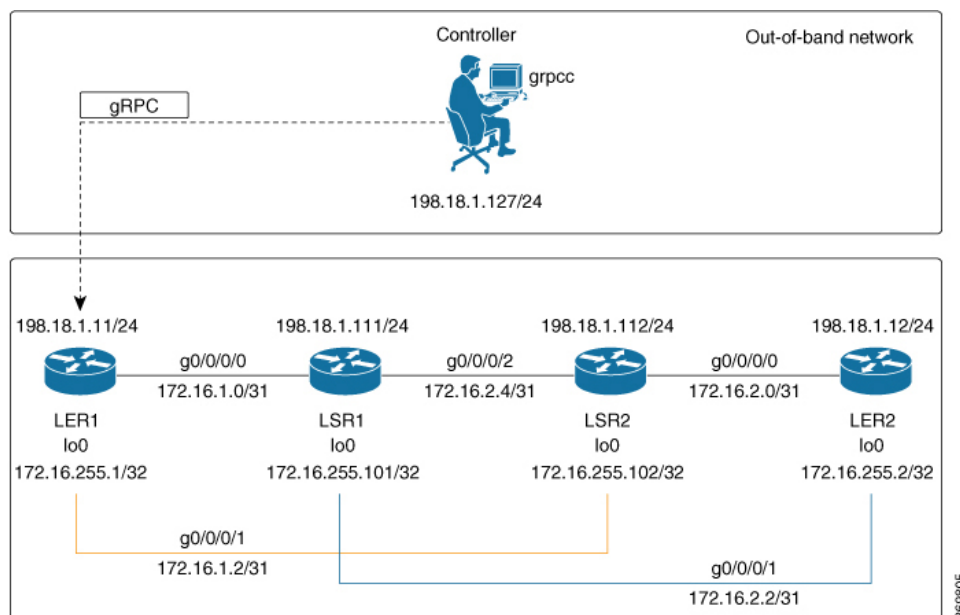 Controller
Out-of-band network
grpcc
gRPC
198.18.1.127/24
198.18.1.11/24
198.18.1.111/24
198.18.1.112/24
198.18.1.12/24
g0/0/0/0
g0/0/0/2
g0/0/0/0
172.16.1.0/31
172.16.2.4/31
172.16.2.0/31
LER1
LSR1
LSR2
LER2
lo0
lo0
lo0
lo0
172.16.255.1/32
172.16.255.101/32
172.16.255.102/32
172.16.255.2/32
g0/0/0/1
172.16.1.2/31
g0/0/0/1
172.16.2.2/31